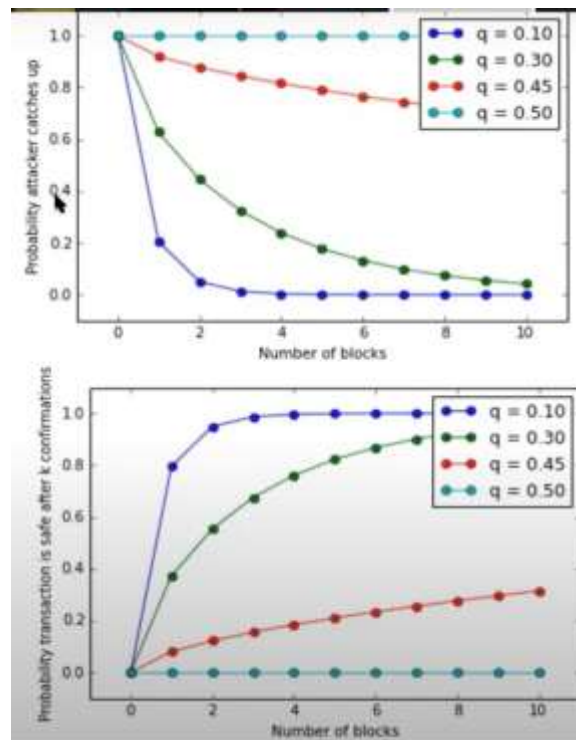 q = 0.10
q = 0.30
q = 0.45
q = 0.50
Probability attacker catches up
1.0
0.8
0.6
0.4
0.2
0.0
0
2
4
6
8
10
Number of blocks
q = 0.10
q = 0.30
q = 0.45
q = 0.50
Probability transaction is safe after k confirmations
1.0
0.8
0.6
0.4
0.2
0.0
0
2
4
6
8
10
Number of blocks